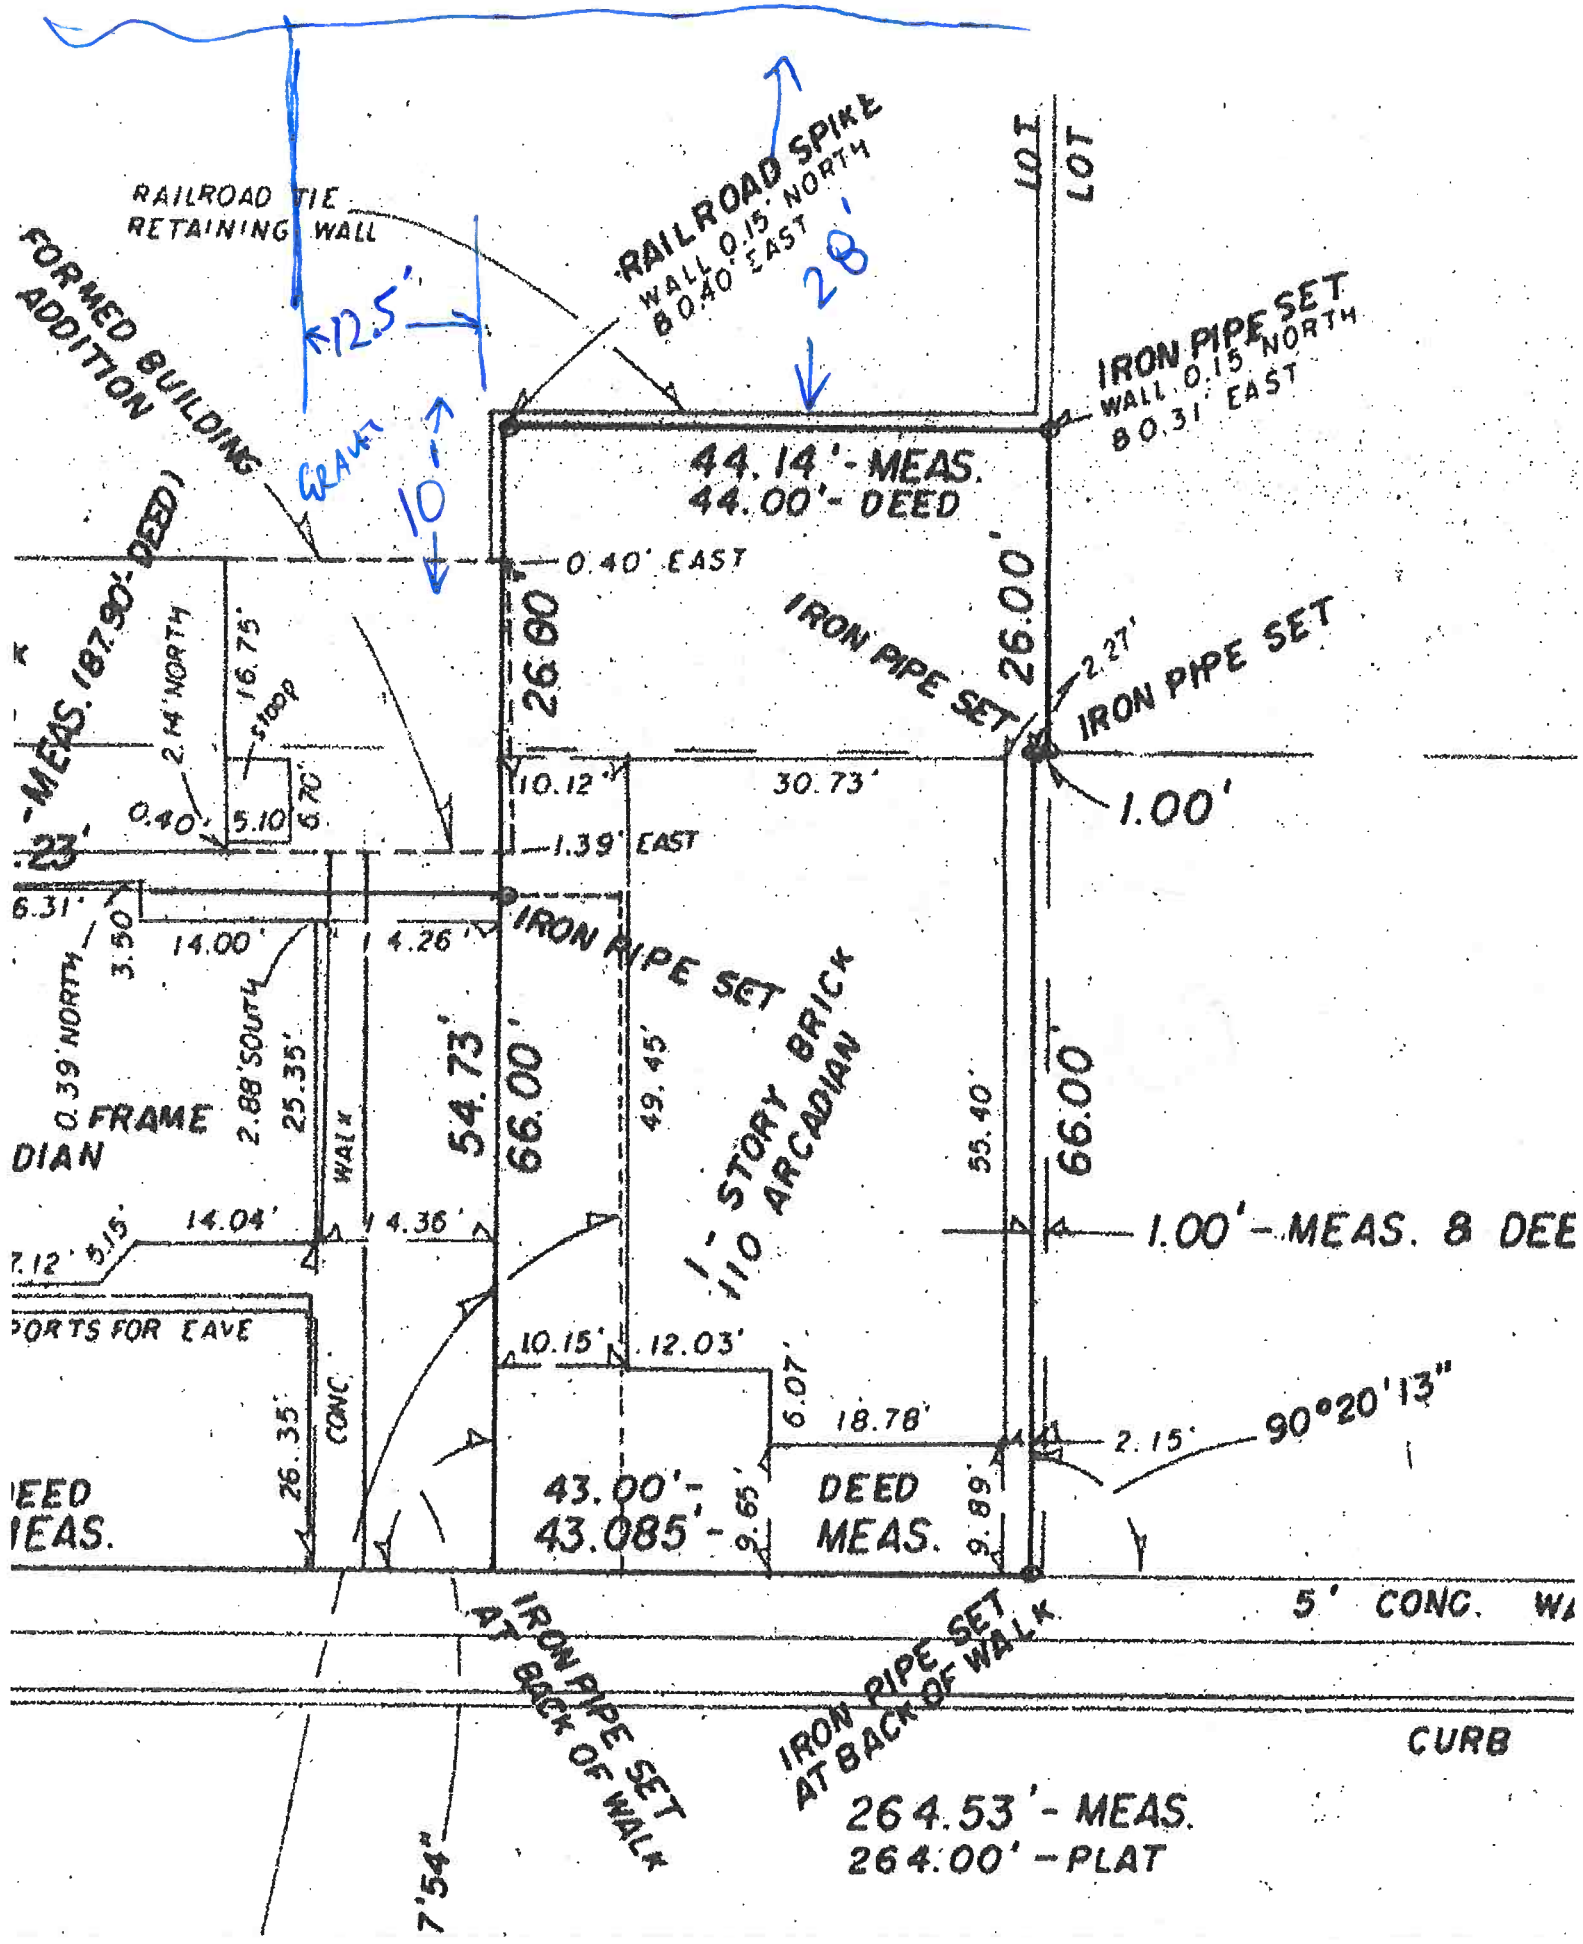 RAILROAD SPIKE
WALL 0.15' NORTH
& 0.40' EAST
LOT
LOT
RAILROAD TIE
RETAINING WALL
28'
12.5'
FORMED BUILDING
ADDITION
IRON PIPE SET
WALL 0.15' NORTH
& 0.31' EAST
10
44.14'- MEAS.
44.00'- DEED
0.40' EAST
-MEAS. 187.90'- DEED)
26.00'
26.00'
IRON PIPE SET
2.27'
IRON PIPE SET
2.14' NORTH
16.75'
STOOP
10.12'
30.73'
1.00'
0.40'
5.10'
6.70'
1.39' EAST
.23'
6.31'
3.50'
14.00'
14.26'
IRON PIPE SET
0.39' NORTH
2.88' SOUTH
25.35'
WALK
54.73'
66.00'
49.45'
1 - STORY BRICK
110 ARCADIAN
55.40'
66.00'
FRAME
DIAN
7.12'
5.15'
14.04'
14.36'
1.00' - MEAS. & DEE
PORTS FOR EAVE
10.15'
12.03'
6.07'
18.78'
2.15'
90°20'13"
26.35'
CONC.
43.00'- DEED
43.085'- MEAS.
9.65'
9.89'
EED
MEAS.
5' CONC. WA
IRON PIPE SET
AT BACK OF WALK
IRON PIPE SET
AT BACK OF WALK
CURB
264.53' - MEAS.
264.00' - PLAT
7'54"